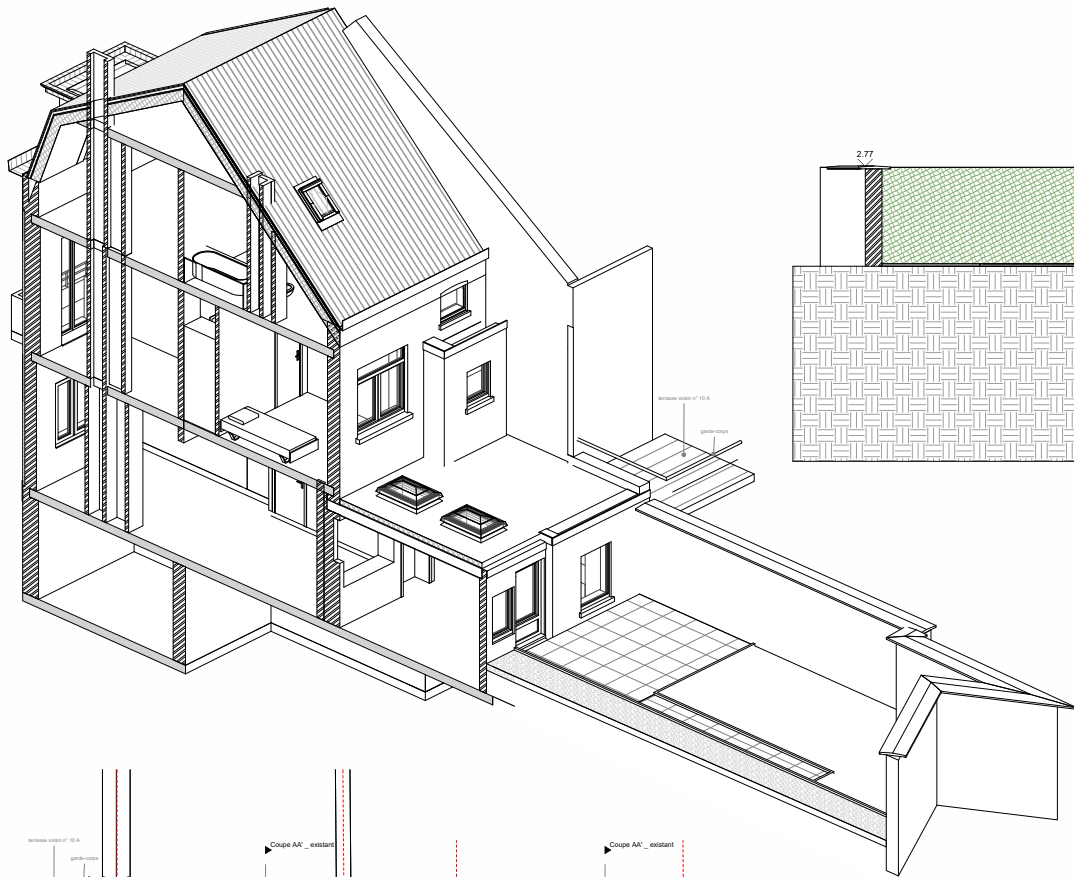 2.77
terrasse voisin n° 10 A
garde-corps
Coupe AA' _ existant
Coupe AA' _ existant
terrasse voisin n° 10 A
garde-corps